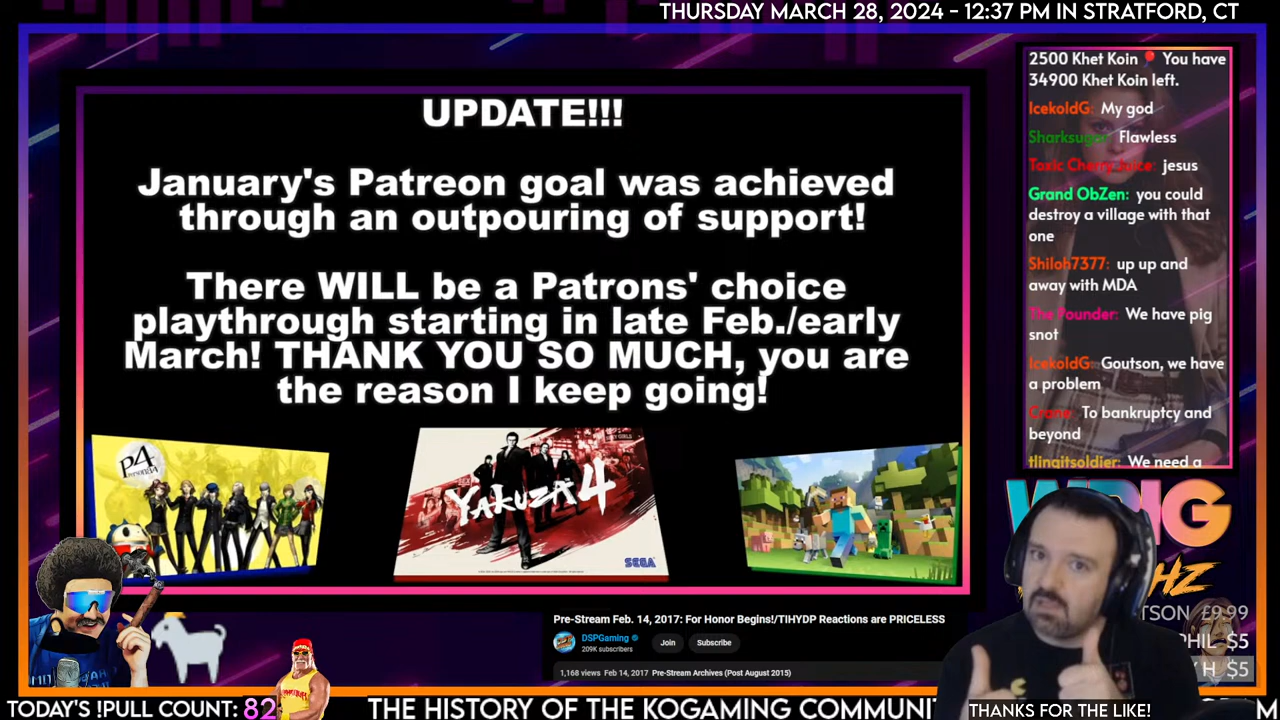 THURSDAY MARCH 28, 2024 - 12:37 PM IN STRATFORD, CT
UPDATE!!!
January's Patreon goal was achieved
through an outpouring of support!
There WILL be a Patrons' choice
playthrough starting in late Feb./early
March! THANK YOU SO MUCH, you are
the reason I keep going!
P4
YAKUZA 4
SEGA
2500 Khet Koin 🎈 You have
34900 Khet Koin left.
IcekoldG: My god
Flawless
Toxic Cherry Juice: jesus
Grand ObZen: you could
destroy a village with that
one
Shiloh7377: up up and
away with MDA
The Pounder: We have pig
snot
IcekoldG: Goutson, we have
a problem
Crane: To bankruptcy and
beyond
tlingitsoldier: We need a
Pre-Stream Feb. 14, 2017: For Honor Begins!/TIHYDP Reactions are PRICELESS
DSPGaming
209K subscribers
Join
Subscribe
1,168 views Feb 14, 2017 Pre-Stream Archives (Post August 2015)
£9.99
PHIL $5
H $5
TODAY'S !PULL COUNT: 82
THE HISTORY OF THE KOGAMING COMMUNI
THANKS FOR THE LIKE!